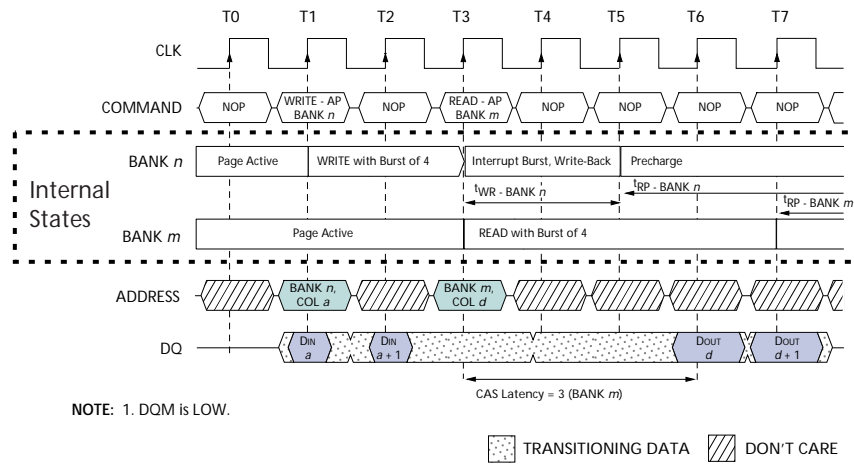 T0 T1 T2 T3 T4 T5 T6 T7
CLK
COMMAND NOP WRITE - AP BANK n NOP READ - AP BANK m NOP NOP NOP NOP
BANK n Page Active WRITE with Burst of 4 Interrupt Burst, Write-Back Precharge
Internal States
tWR - BANK n tRP - BANK n
tRP - BANK m
BANK m Page Active READ with Burst of 4
ADDRESS BANK n, COL a BANK m, COL d
DQ DIN a DIN a + 1 DOUT d DOUT d + 1
CAS Latency = 3 (BANK m)
NOTE: 1. DQM is LOW.
TRANSITIONING DATA DON'T CARE